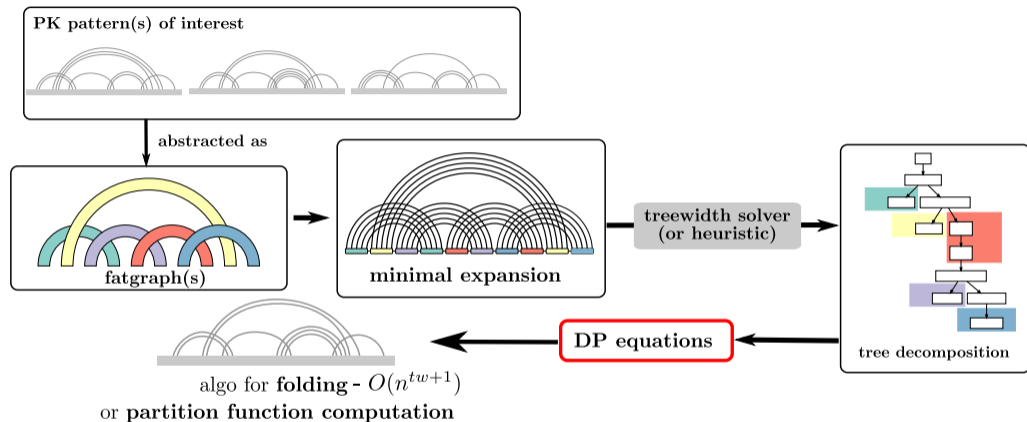 PK pattern(s) of interest
abstracted as
fatgraph(s)
minimal expansion
treewidth solver
(or heuristic)
tree decomposition
DP equations
algo for folding - O(n^{tw+1})
or partition function computation